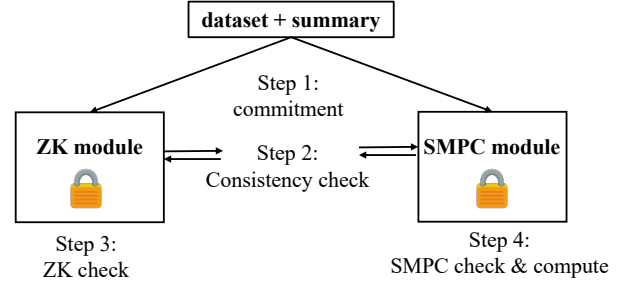 dataset + summary
Step 1:
commitment
ZK module
Step 2:
Consistency check
SMPC module
Step 3:
ZK check
Step 4:
SMPC check & compute